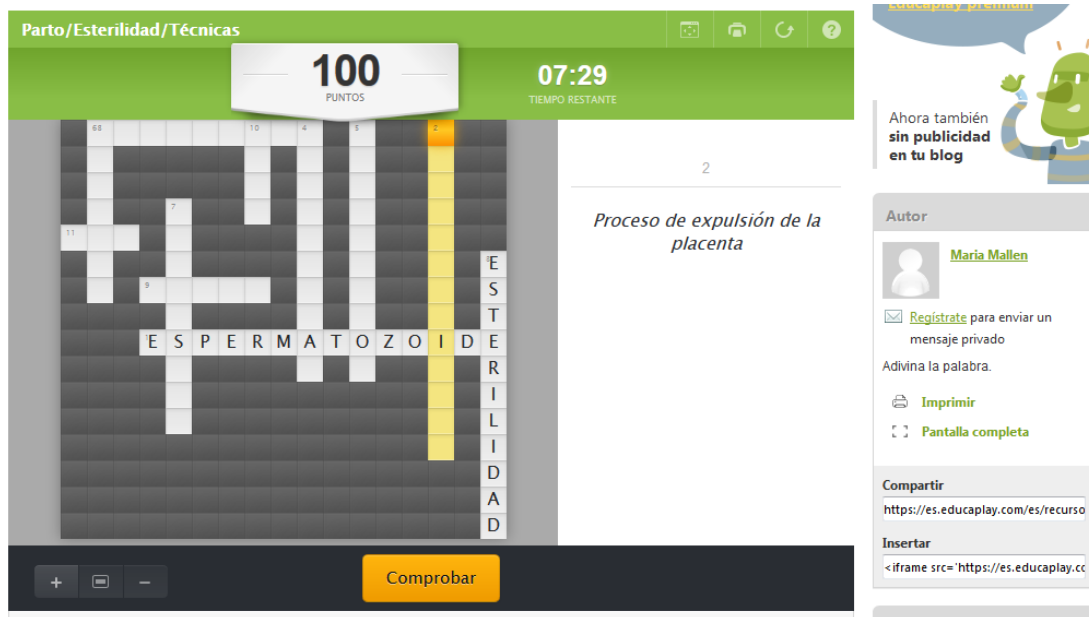 Parto/Esterilidad/Técnicas
?
100
PUNTOS
07:29
TIEMPO RESTANTE
68
10
4
5
2
7
11
9
E
S
T
ESPERMATOZOIDE
R
I
L
I
D
A
D
2
Proceso de expulsión de la
placenta
+
−
Comprobar
Educaplay premium
Ahora también
sin publicidad
en tu blog
Autor
Maria Mallen
Regístrate para enviar un
mensaje privado
Adivina la palabra.
Imprimir
Pantalla completa
Compartir
https://es.educaplay.com/es/recurso
Insertar
<iframe src='https://es.educaplay.co